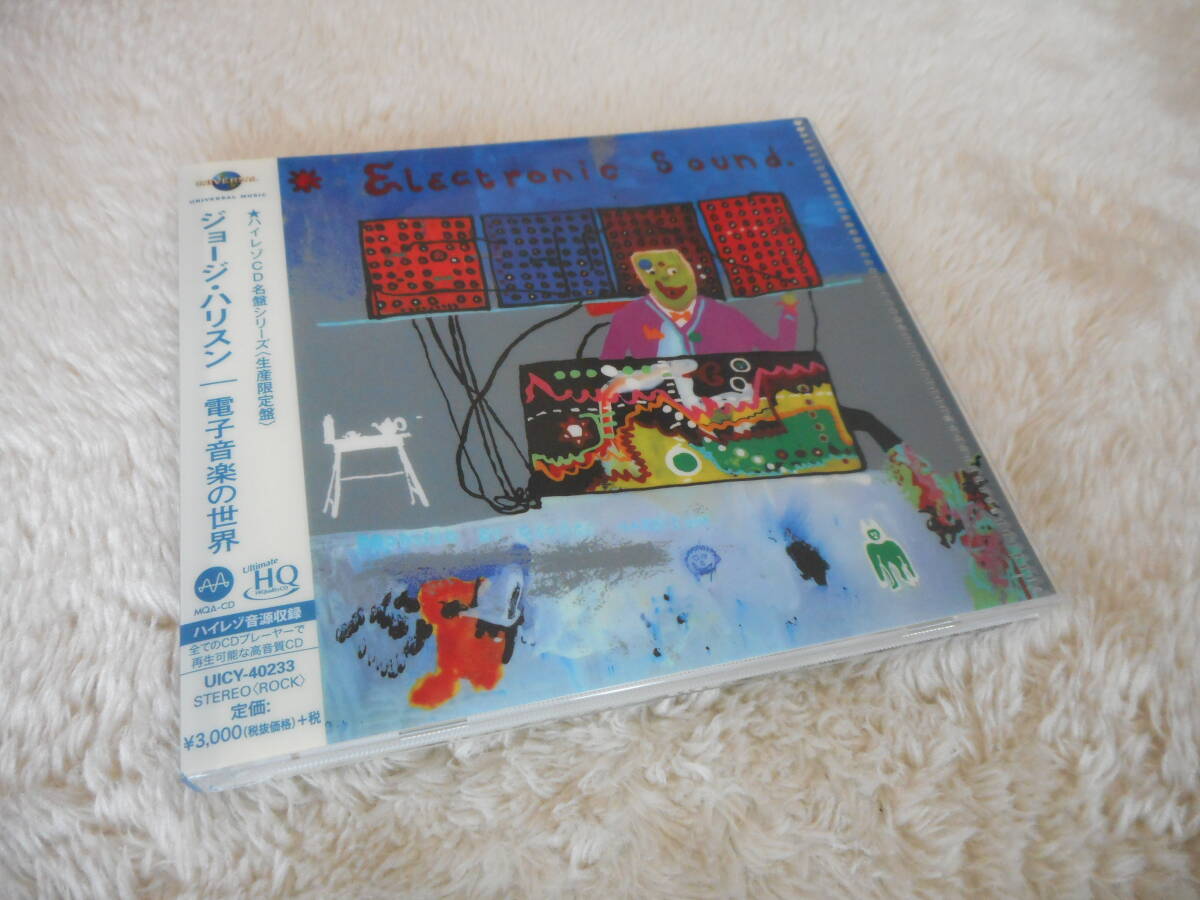 UNIVERSAL
UNIVERSAL MUSIC
★ハイレゾCD名盤シリーズ〈生産限定盤〉
ジョージ・ハリスン｜電子音楽の世界
MQA-CD
Ultimate
HQ
HiQualityCD
ハイレゾ音源収録
全てのCDプレーヤーで
再生可能な高音質CD
UICY-40233
STEREO〈ROCK〉
定価:
¥3,000(税抜価格)+税
Electronic Sound.